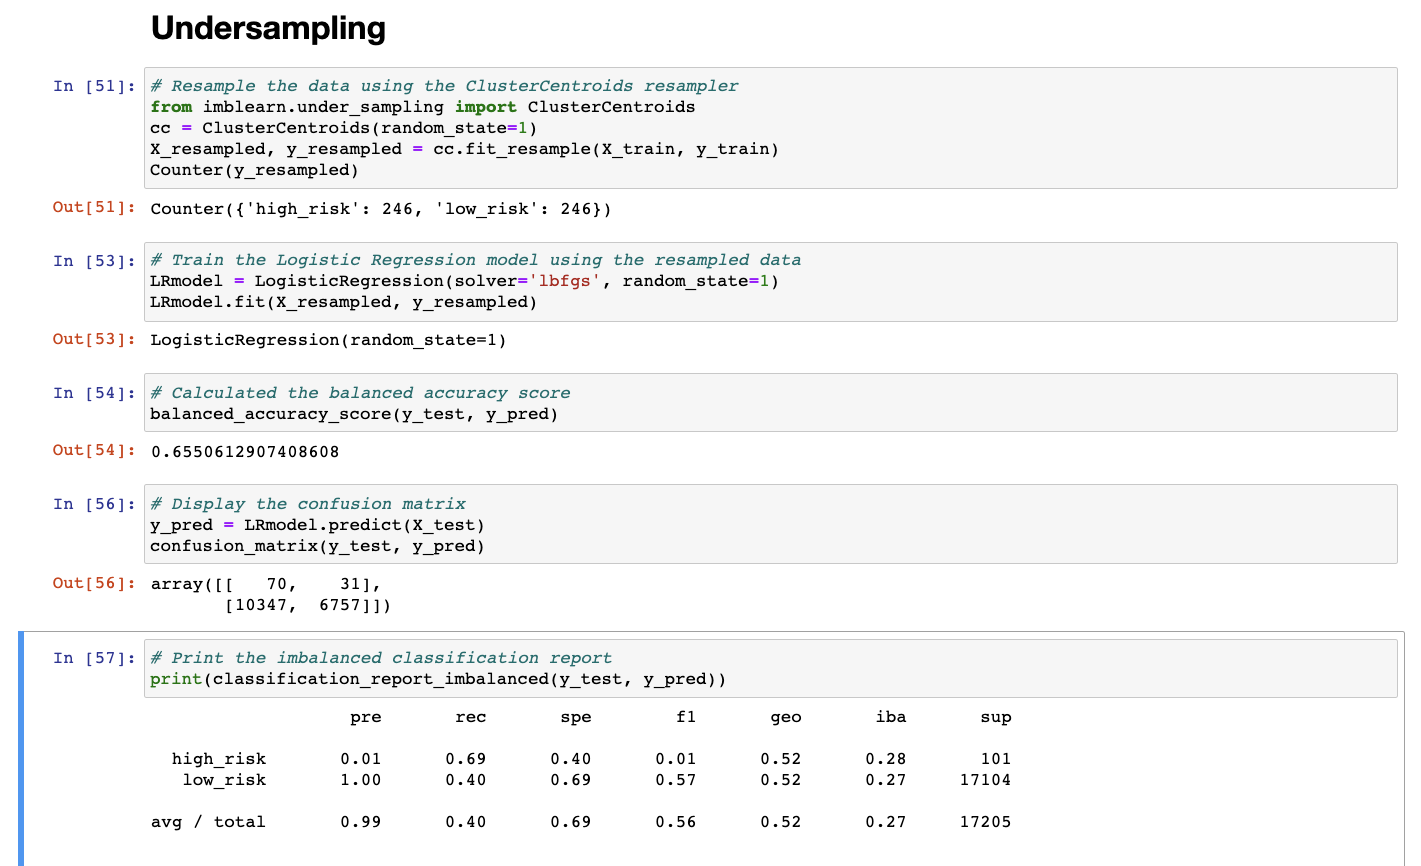 Undersampling
In [51]: # Resample the data using the ClusterCentroids resampler
from imblearn.under_sampling import ClusterCentroids
cc = ClusterCentroids(random_state=1)
X_resampled, y_resampled = cc.fit_resample(X_train, y_train)
Counter(y_resampled)
Out[51]: Counter({'high_risk': 246, 'low_risk': 246})
In [53]: # Train the Logistic Regression model using the resampled data
LRmodel = LogisticRegression(solver='lbfgs', random_state=1)
LRmodel.fit(X_resampled, y_resampled)
Out[53]: LogisticRegression(random_state=1)
In [54]: # Calculated the balanced accuracy score
balanced_accuracy_score(y_test, y_pred)
Out[54]: 0.6550612907408608
In [56]: # Display the confusion matrix
y_pred = LRmodel.predict(X_test)
confusion_matrix(y_test, y_pred)
Out[56]: array([[   70,    31],
[10347,  6757]])
In [57]: # Print the imbalanced classification report
print(classification_report_imbalanced(y_test, y_pred))
pre rec spe f1 geo iba sup
high_risk 0.01 0.69 0.40 0.01 0.52 0.28 101
low_risk 1.00 0.40 0.69 0.57 0.52 0.27 17104
avg / total 0.99 0.40 0.69 0.56 0.52 0.27 17205